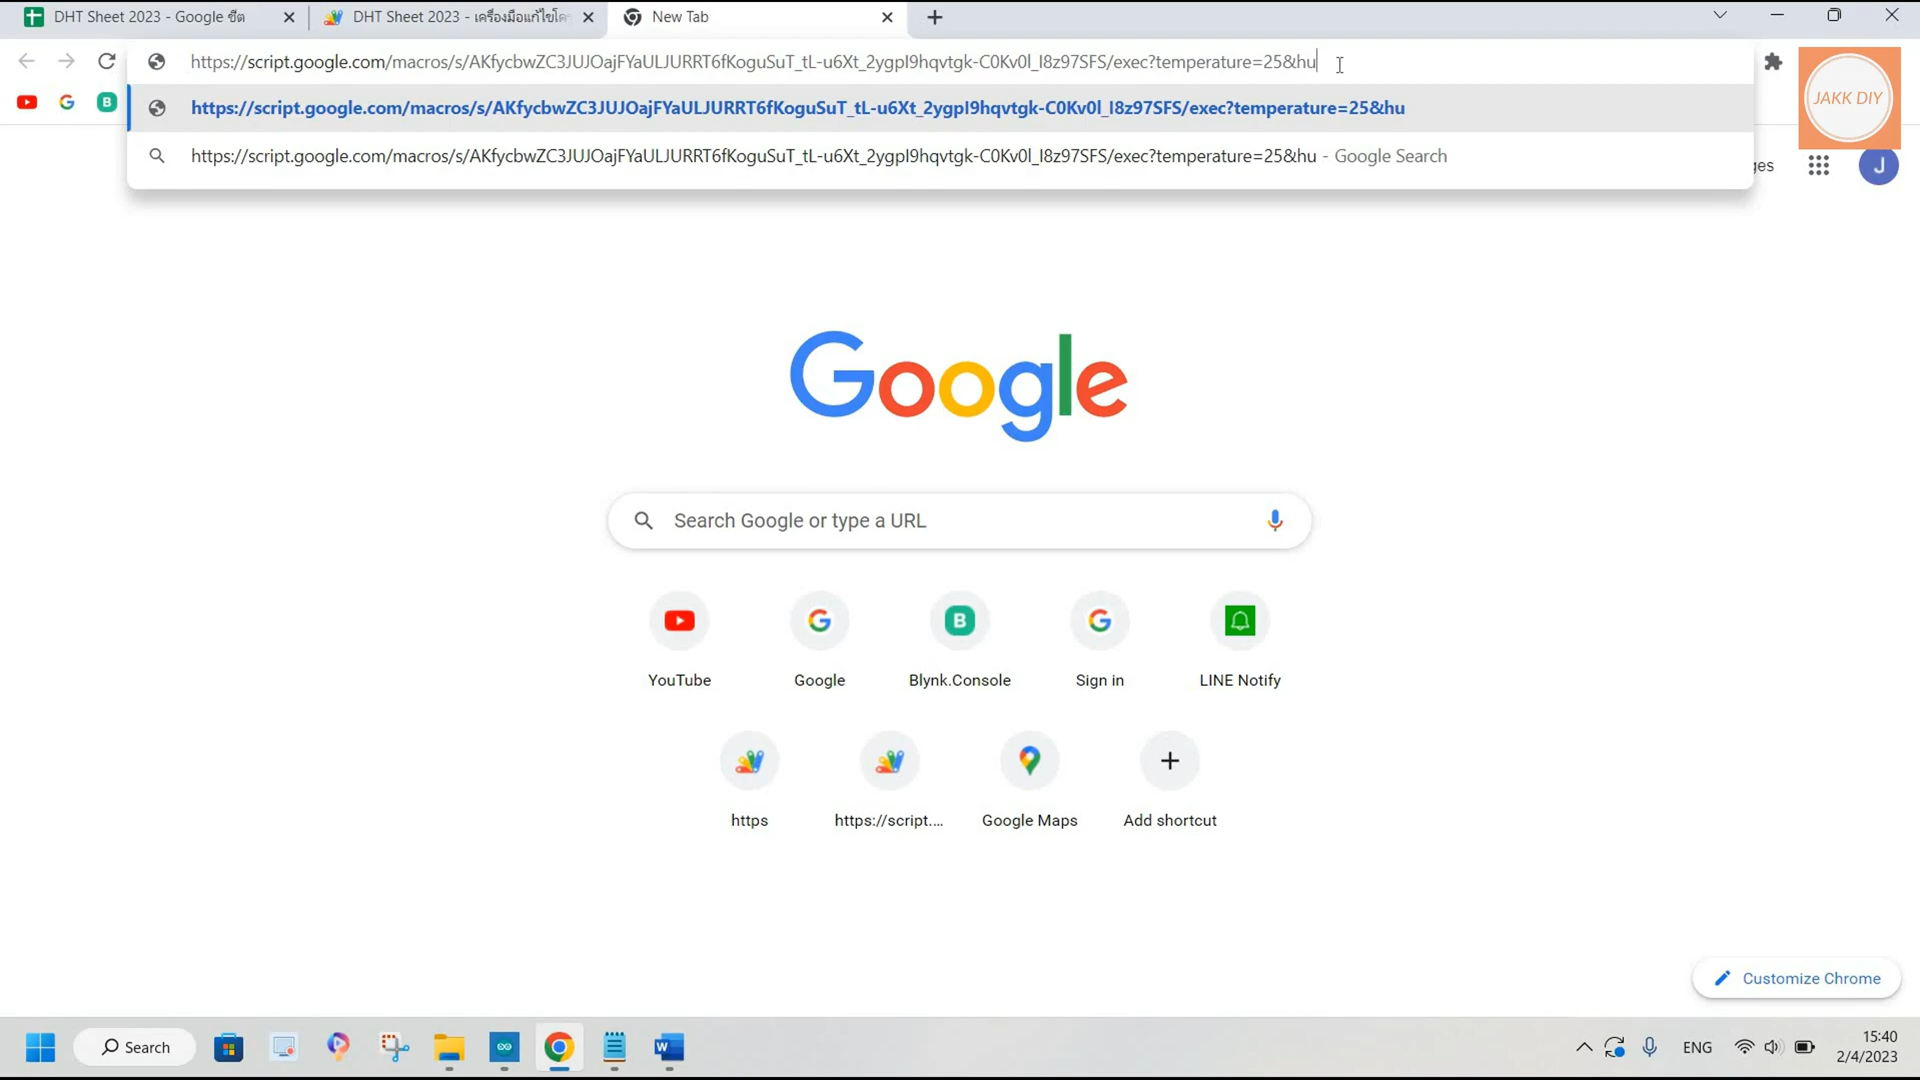 DHT Sheet 2023 - Google ชีต
DHT Sheet 2023 - เครื่องมือแก้ไขโคร
New Tab
https://script.google.com/macros/s/AKfycbwZC3JUJOajFYaULJURRT6fKoguSuT_tL-u6Xt_2ygpI9hqvtgk-C0Kv0l_I8z97SFS/exec?temperature=25&hu
https://script.google.com/macros/s/AKfycbwZC3JUJOajFYaULJURRT6fKoguSuT_tL-u6Xt_2ygpI9hqvtgk-C0Kv0l_I8z97SFS/exec?temperature=25&hu
https://script.google.com/macros/s/AKfycbwZC3JUJOajFYaULJURRT6fKoguSuT_tL-u6Xt_2ygpI9hqvtgk-C0Kv0l_I8z97SFS/exec?temperature=25&hu - Google Search
JAKK DIY
B
J
Google
Search Google or type a URL
B
YouTube
Google
Blynk.Console
Sign in
LINE Notify
https
https://script....
Google Maps
Add shortcut
Customize Chrome
Search
ENG
15:40
2/4/2023